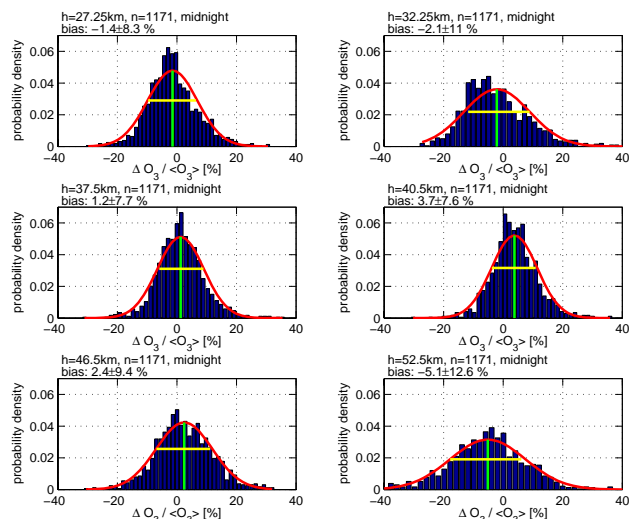 h=27.25km, n=1171, midnight
bias: −1.4±8.3 %
probability density
0.06
0.04
0.02
0
−40 −20 0 20 40
Δ O3 / <O3> [%]
h=32.25km, n=1171, midnight
bias: −2.1±11 %
probability density
0.06
0.04
0.02
0
−40 −20 0 20 40
Δ O3 / <O3> [%]
h=37.5km, n=1171, midnight
bias: 1.2±7.7 %
probability density
0.06
0.04
0.02
0
−40 −20 0 20 40
Δ O3 / <O3> [%]
h=40.5km, n=1171, midnight
bias: 3.7±7.6 %
probability density
0.06
0.04
0.02
0
−40 −20 0 20 40
Δ O3 / <O3> [%]
h=46.5km, n=1171, midnight
bias: 2.4±9.4 %
probability density
0.06
0.04
0.02
0
−40 −20 0 20 40
Δ O3 / <O3> [%]
h=52.5km, n=1171, midnight
bias: −5.1±12.6 %
probability density
0.06
0.04
0.02
0
−40 −20 0 20 40
Δ O3 / <O3> [%]